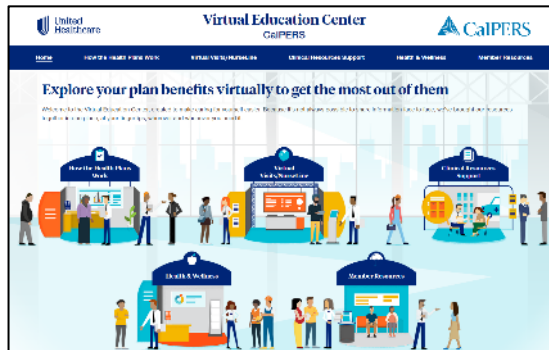 United
Healthcare
Virtual Education Center
CalPERS
CalPERS
Home How the Health Plans Work Virtual Visits/NurseLine Clinical Resources Support Health & Wellness Member Resources
Explore your plan benefits virtually to get the most out of them
How the Health Plans
Work
Virtual
Visits/NurseLine
Clinical Resources
Support
Health & Wellness
Member Resources